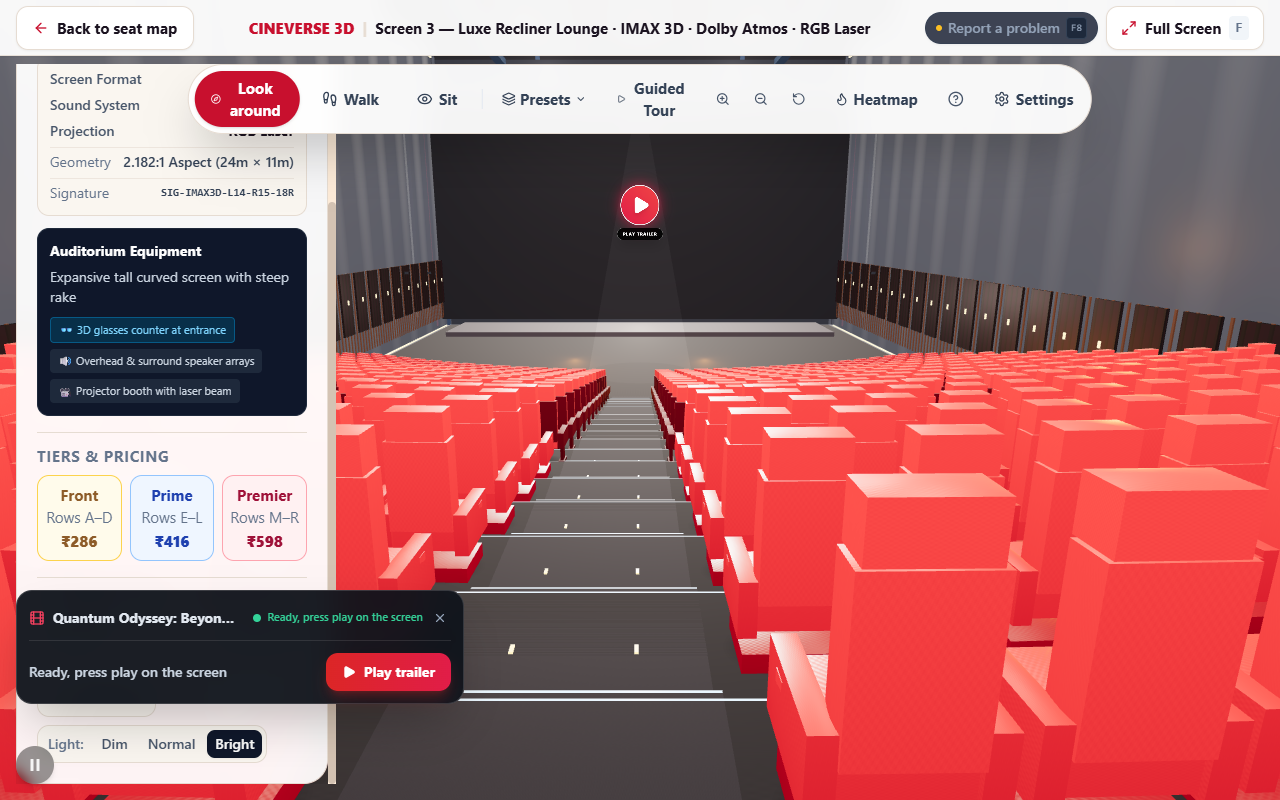 Back to seat map
CINEVERSE 3D | Screen 3 — Luxe Recliner Lounge · IMAX 3D · Dolby Atmos · RGB Laser
Report a problem F8
Full Screen F
Look around
Walk
Sit
Presets
Guided Tour
Heatmap
Settings
Screen Format
Sound System
Projection
RGB Laser
Geometry 2.182:1 Aspect (24m × 11m)
Signature SIG-IMAX3D-L14-R15-18R
Auditorium Equipment
Expansive tall curved screen with steep
rake
3D glasses counter at entrance
Overhead & surround speaker arrays
Projector booth with laser beam
TIERS & PRICING
Front Prime Premier
Rows A–D Rows E–L Rows M–R
₹286 ₹416 ₹598
PLAY TRAILER
Quantum Odyssey: Beyon... Ready, press play on the screen
Ready, press play on the screen Play trailer
Light: Dim Normal Bright